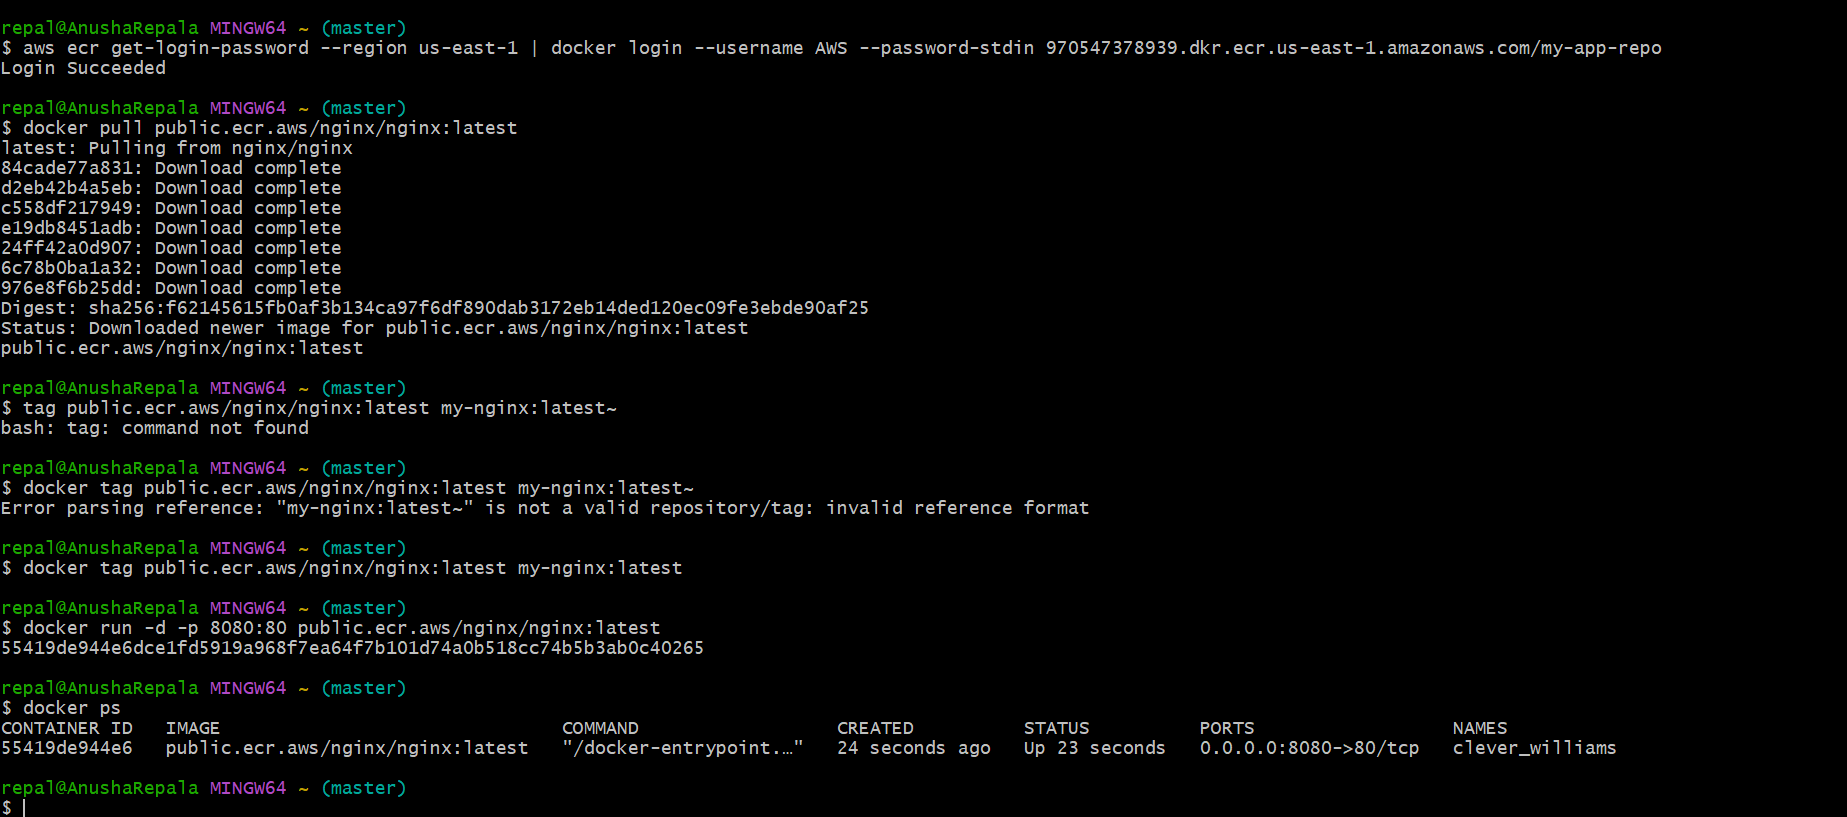 repal@AnushaRepala MINGW64 ~ (master)
$ aws ecr get-login-password --region us-east-1 | docker login --username AWS --password-stdin 970547378939.dkr.ecr.us-east-1.amazonaws.com/my-app-repo
Login Succeeded
repal@AnushaRepala MINGW64 ~ (master)
$ docker pull public.ecr.aws/nginx/nginx:latest
latest: Pulling from nginx/nginx
84cade77a831: Download complete
d2eb42b4a5eb: Download complete
c558df217949: Download complete
e19db8451adb: Download complete
24ff42a0d907: Download complete
6c78b0ba1a32: Download complete
976e8f6b25dd: Download complete
Digest: sha256:f62145615fb0af3b134ca97f6df890dab3172eb14ded120ec09fe3ebde90af25
Status: Downloaded newer image for public.ecr.aws/nginx/nginx:latest
public.ecr.aws/nginx/nginx:latest
repal@AnushaRepala MINGW64 ~ (master)
$ tag public.ecr.aws/nginx/nginx:latest my-nginx:latest~
bash: tag: command not found
repal@AnushaRepala MINGW64 ~ (master)
$ docker tag public.ecr.aws/nginx/nginx:latest my-nginx:latest~
Error parsing reference: "my-nginx:latest~" is not a valid repository/tag: invalid reference format
repal@AnushaRepala MINGW64 ~ (master)
$ docker tag public.ecr.aws/nginx/nginx:latest my-nginx:latest
repal@AnushaRepala MINGW64 ~ (master)
$ docker run -d -p 8080:80 public.ecr.aws/nginx/nginx:latest
55419de944e6dce1fd5919a968f7ea64f7b101d74a0b518cc74b5b3ab0c40265
repal@AnushaRepala MINGW64 ~ (master)
$ docker ps
CONTAINER ID   IMAGE                               COMMAND                  CREATED          STATUS          PORTS                  NAMES
55419de944e6   public.ecr.aws/nginx/nginx:latest   "/docker-entrypoint.…"   24 seconds ago   Up 23 seconds   0.0.0.0:8080->80/tcp   clever_williams
repal@AnushaRepala MINGW64 ~ (master)
$